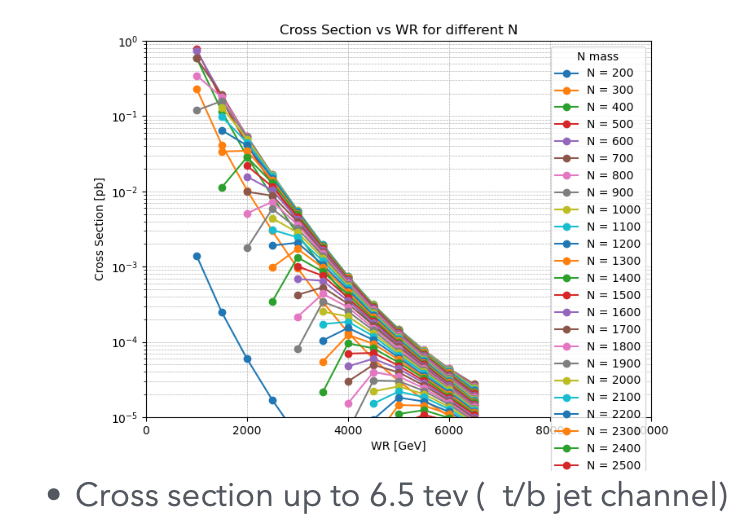 Cross Section vs WR for different N
10⁰
10⁻¹
10⁻²
10⁻³
10⁻⁴
10⁻⁵
Cross Section [pb]
0
2000
4000
6000
WR [GeV]
N mass
N = 200
N = 300
N = 400
N = 500
N = 600
N = 700
N = 800
N = 900
N = 1000
N = 1100
N = 1200
N = 1300
N = 1400
N = 1500
N = 1600
N = 1700
N = 1800
N = 1900
N = 2000
N = 2100
N = 2200
N = 2300
N = 2400
N = 2500
• Cross section up to 6.5 tev ( t/b jet channel)